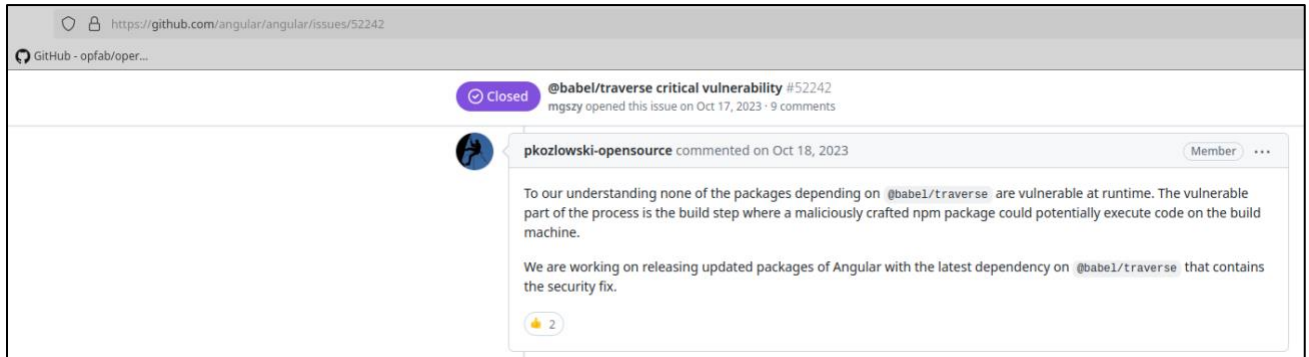 https://github.com/angular/angular/issues/52242
GitHub - opfab/oper...
Closed
@babel/traverse critical vulnerability #52242
mgszy opened this issue on Oct 17, 2023 · 9 comments
pkozlowski-opensource commented on Oct 18, 2023
Member ...
To our understanding none of the packages depending on @babel/traverse are vulnerable at runtime. The vulnerable
part of the process is the build step where a maliciously crafted npm package could potentially execute code on the build
machine.
We are working on releasing updated packages of Angular with the latest dependency on @babel/traverse that contains
the security fix.
👍 2